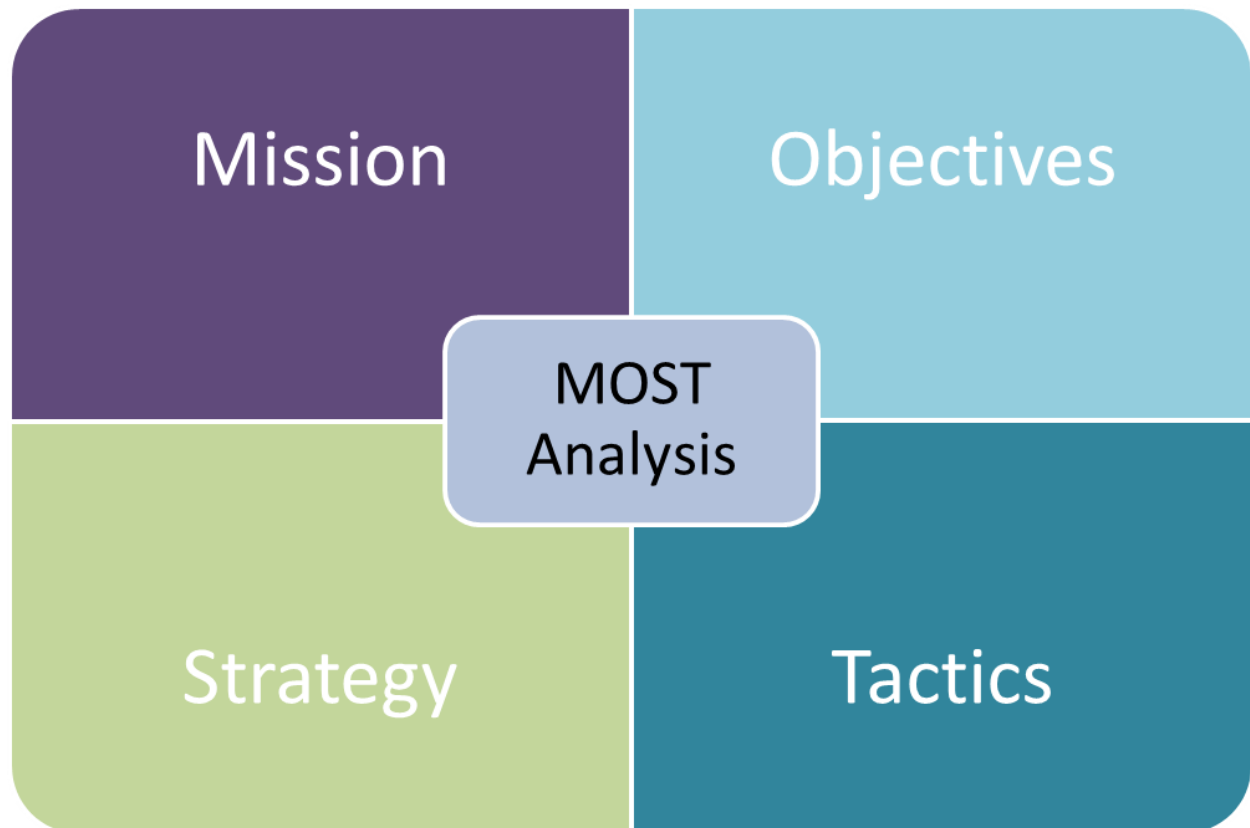 Mission
Objectives
MOST
Analysis
Strategy
Tactics